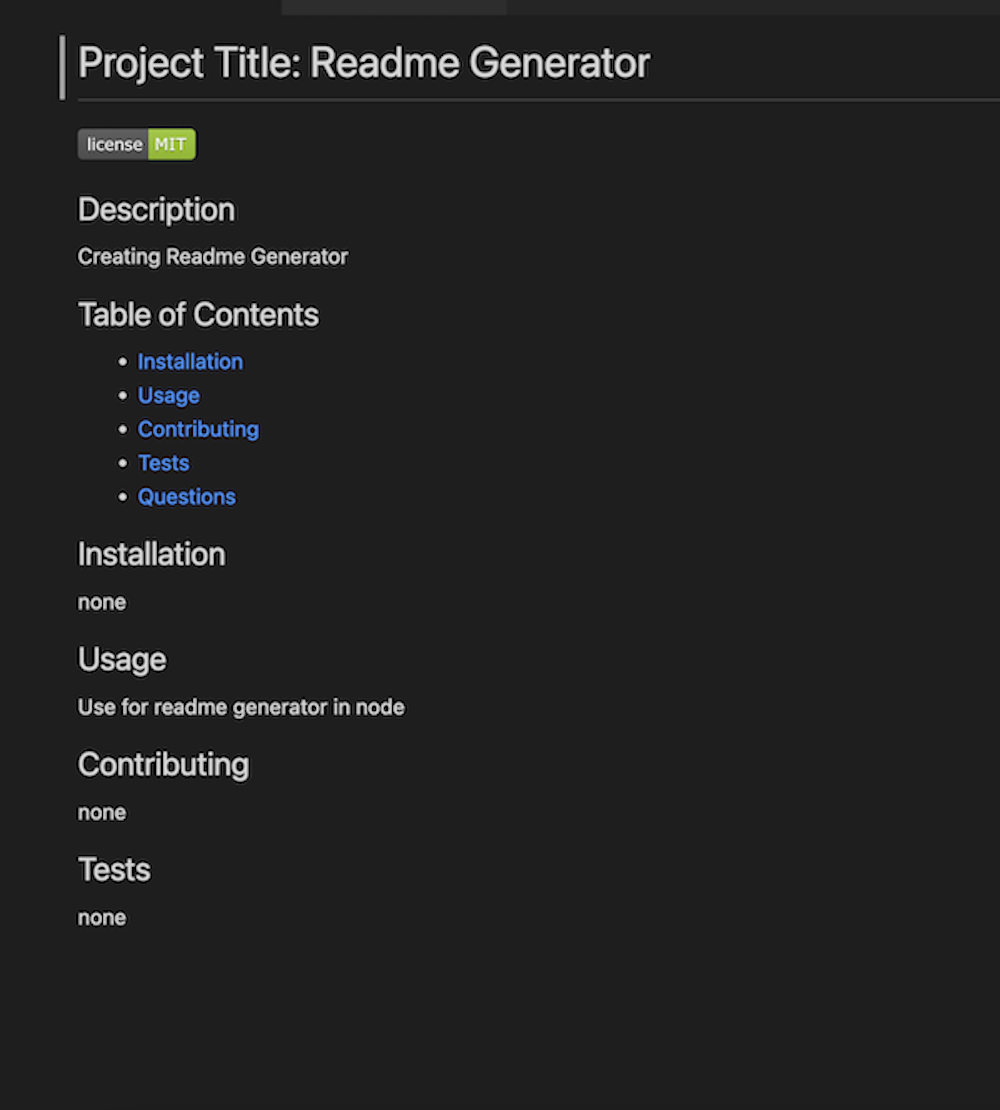 Project Title: Readme Generator
license MIT
Description
Creating Readme Generator
Table of Contents
Installation
Usage
Contributing
Tests
Questions
Installation
none
Usage
Use for readme generator in node
Contributing
none
Tests
none